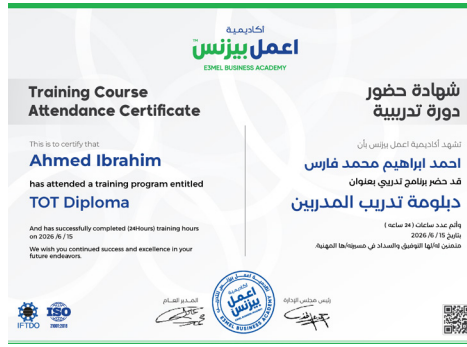 أكاديمية
اعمل بيزنس
E3MEL BUSINESS ACADEMY
Training Course
Attendance Certificate
This is to certify that
Ahmed Ibrahim
has attended a training program entitled
TOT Diploma
And has successfully completed (24Hours) training hours
on 2026 /6 / 15
We wish you continued success and excellence in your
future endeavors.
شهادة حضور
دورة تدريبية
تشهد أكاديمية اعمل بيزنس بأن
احمد ابراهيم محمد فارس
قد حضر برنامج تدريبي بعنوان
دبلومة تدريب المدربين
وأتم عدد ساعات ( 24 ساعه )
بتاريخ 15 / 6 / 2026
متمنين له/لها التوفيق والسداد في مسيرته/ها المهنية.
IFTDO
ISO
المدير العام
أكاديمية
اعمل
بيزنس
E3MEL BUSINESS ACADEMY
رئيس مجلس الإدارة